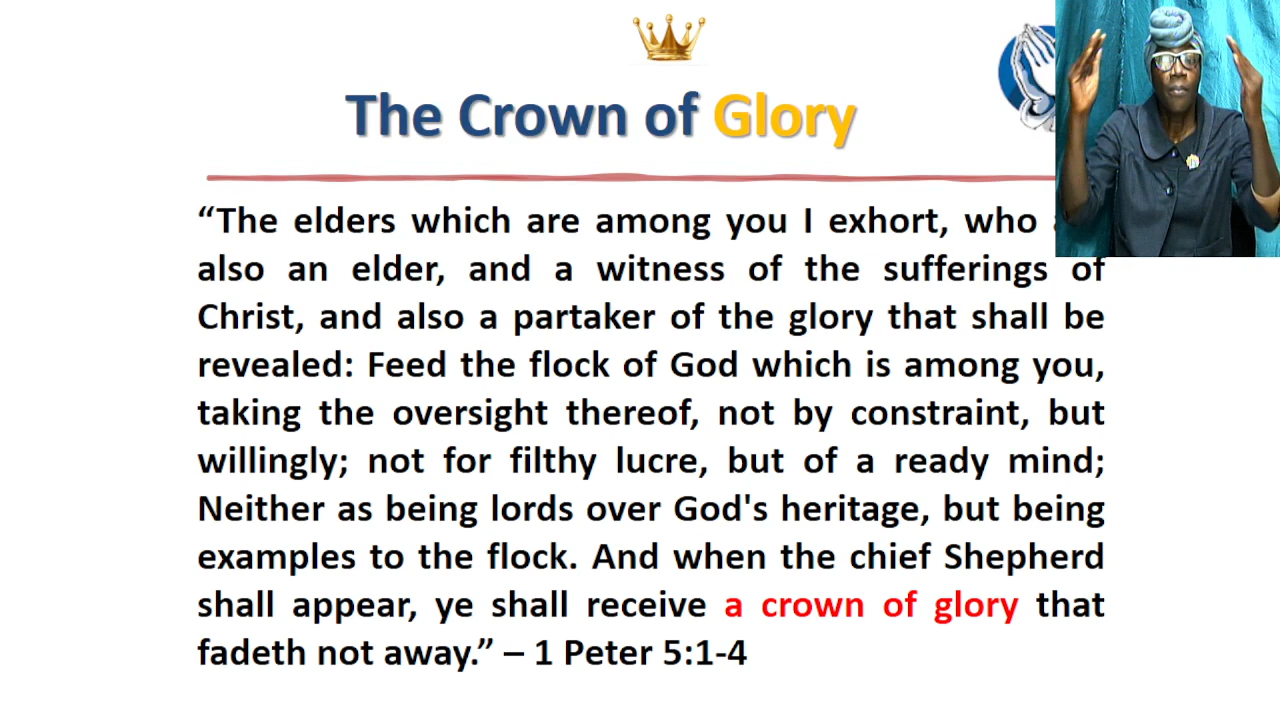 The Crown of Glory
“The elders which are among you I exhort, who
also an elder, and a witness of the sufferings of
Christ, and also a partaker of the glory that shall be
revealed: Feed the flock of God which is among you,
taking the oversight thereof, not by constraint, but
willingly; not for filthy lucre, but of a ready mind;
Neither as being lords over God's heritage, but being
examples to the flock. And when the chief Shepherd
shall appear, ye shall receive a crown of glory that
fadeth not away.” – 1 Peter 5:1-4